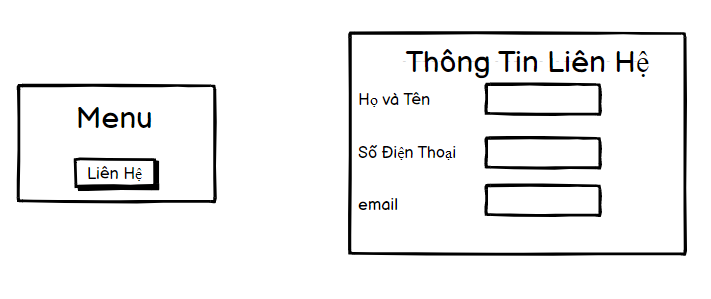 Menu
Liên Hệ
Thông Tin Liên Hệ
Họ và Tên
Số Điện Thoại
email